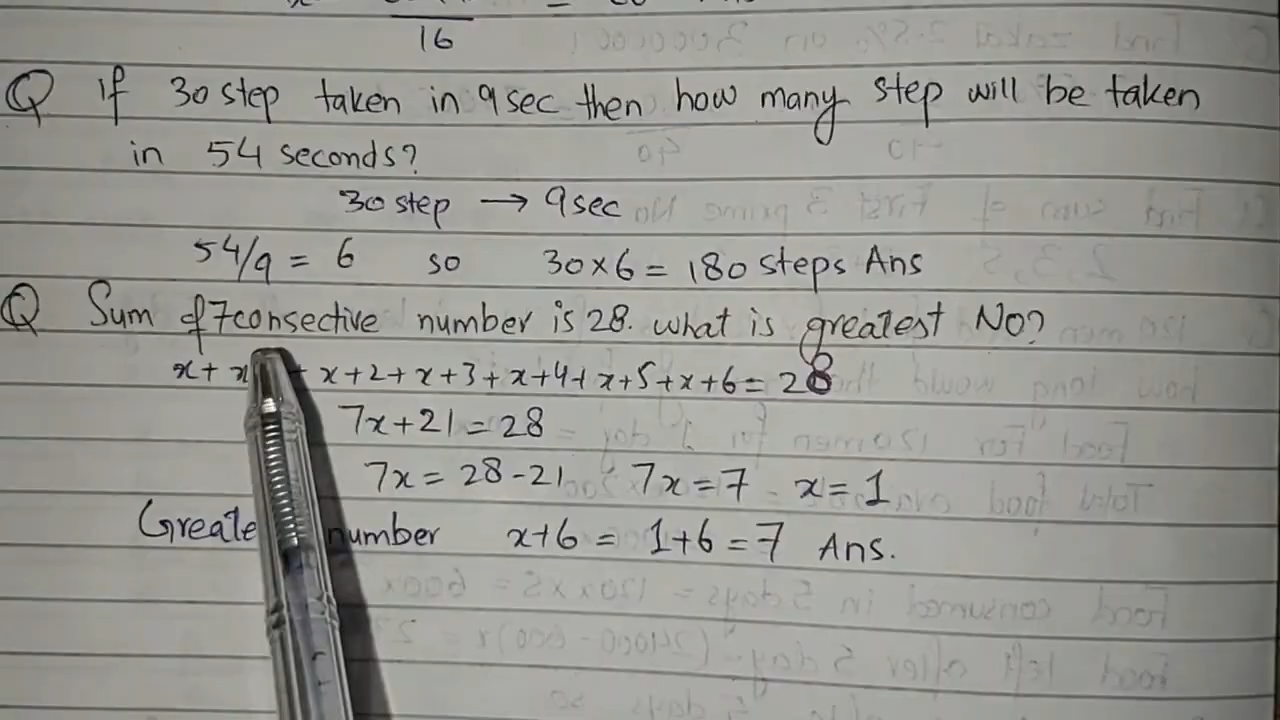 16
Q If 30 step taken in 9 sec then how many step will be taken
in 54 seconds?
30 step → 9 sec
54/9 = 6 so 30×6 = 180 steps Ans
Q Sum of 7 consective number is 28. what is greatest No?
x + x + x+2 + x+3 + x+4 + x+5 + x+6 = 28
7x+21 = 28
7x = 28-21 7x = 7 x = 1
Greate number x+6 = 1+6 = 7 Ans.